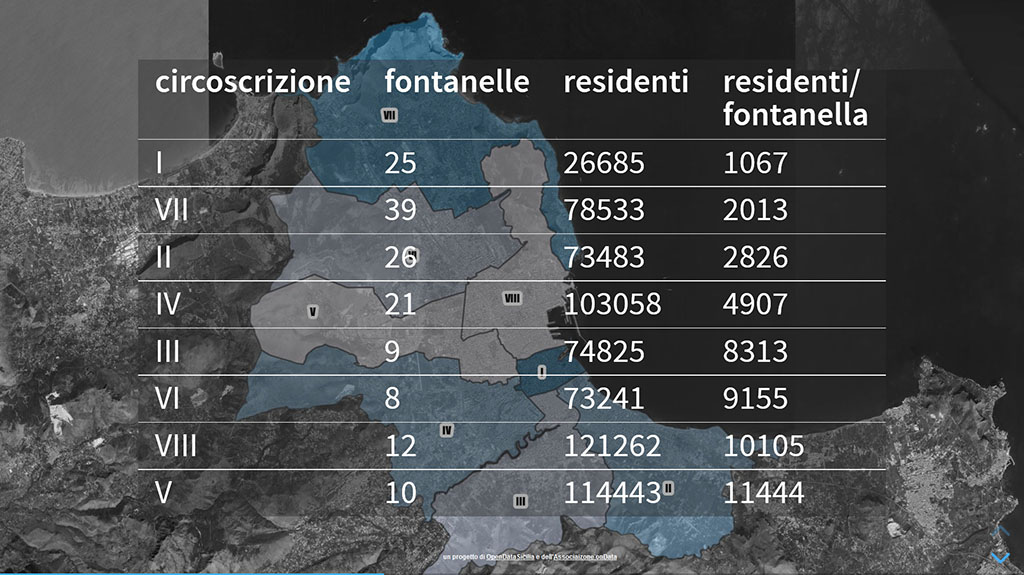 circoscrizione fontanelle residenti residenti/
fontanella
VII
I 25 26685 1067
VII 39 78533 2013
II 26 73483 2826
IV 21 103058 4907
VIII
V
III 9 74825 8313
I
VI 8 73241 9155
IV
VIII 12 121262 10105
V 10 114443 11444
II
III
un progetto di OpenDataSicilia e dell'Associazione onData